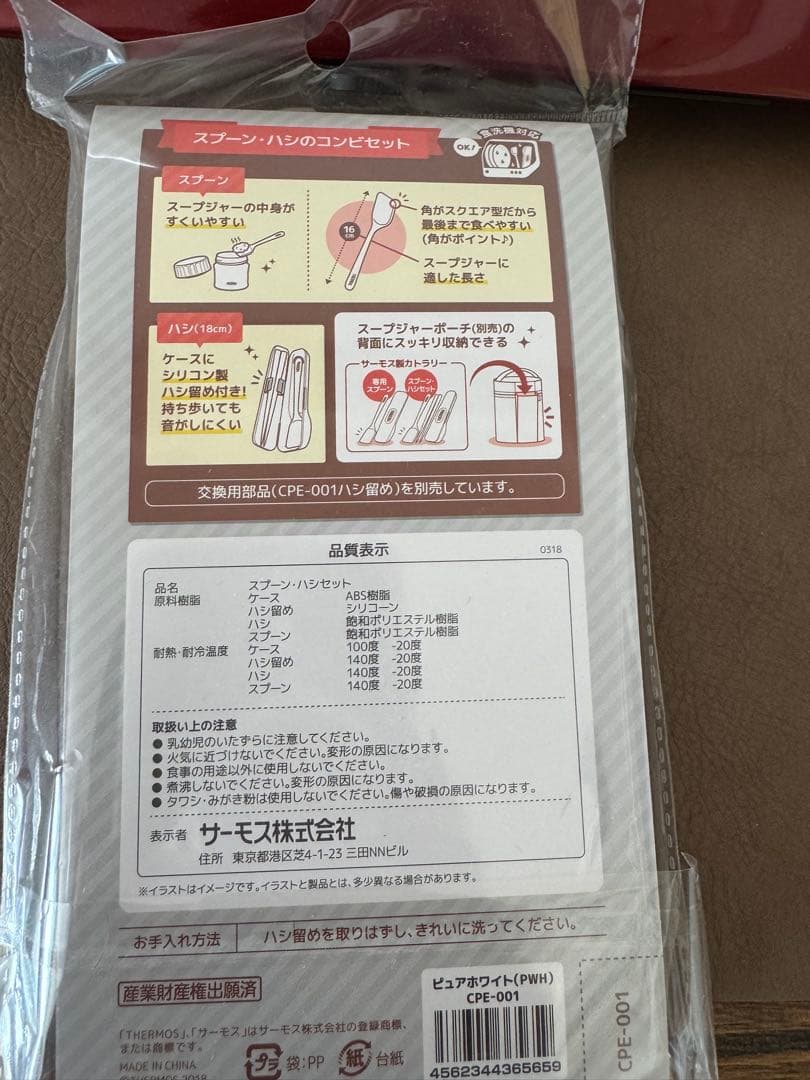 スプーン・ハシのコンビセット
食洗機対応
OK!
スプーン
スープジャーの中身が
すくいやすい
16
cm
角がスクエア型だから
最後まで食べやすい
(角がポイント♪)
スープジャーに
適した長さ
ハシ(18cm)
ケースに
シリコン製
ハシ留め付き!
持ち歩いても
音がしにくい
スープジャーポーチ(別売)の
背面にスッキリ収納できる
サーモス製カトラリー
専用
スプーン
スプーン・
ハシセット
交換用部品(CPE-001ハシ留め)を別売しています。
品質表示
0318
品名 スプーン・ハシセット
原料樹脂 ケース ABS樹脂
ハシ留め シリコーン
ハシ 飽和ポリエステル樹脂
スプーン 飽和ポリエステル樹脂
耐熱・耐冷温度 ケース 100度 -20度
ハシ留め 140度 -20度
ハシ 140度 -20度
スプーン 140度 -20度
取扱い上の注意
● 乳幼児のいたずらに注意してください。
● 火気に近づけないでください。変形の原因になります。
● 食事の用途以外に使用しないでください。
● 煮沸しないでください。変形の原因になります。
● タワシ・みがき粉は使用しないでください。傷や破損の原因になります。
表示者 サーモス株式会社
住所 東京都港区芝4-1-23 三田NNビル
※イラストはイメージです。イラストと製品とは、多少異なる場合があります。
お手入れ方法 ハシ留めを取りはずし、きれいに洗ってください。
産業財産権出願済
「THERMOS」、「サーモス」はサーモス株式会社の登録商標、
または商標です。
MADE IN CHINA
©THERMOS 2018
プラ 袋:PP 紙 台紙
ピュアホワイト(PWH)
CPE-001
4562344365659
CPE-001